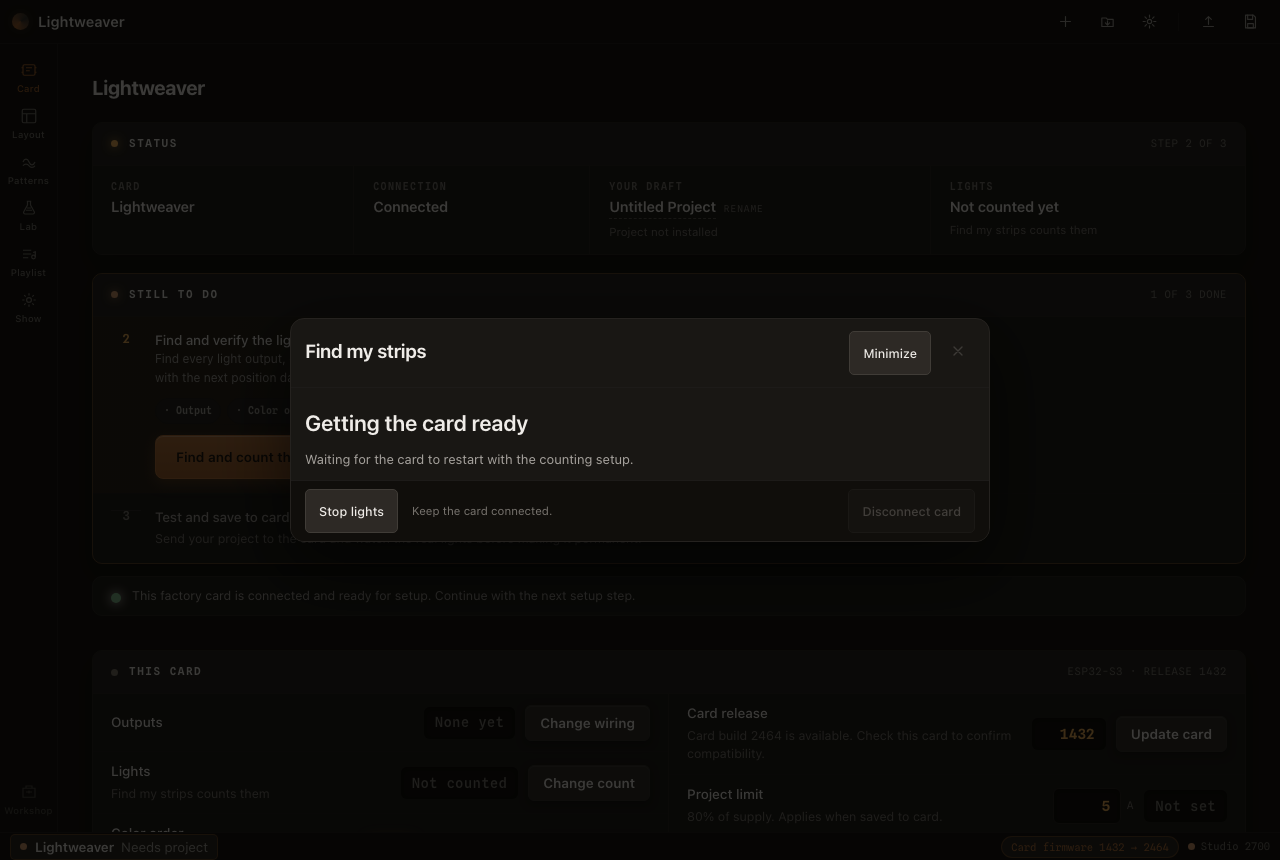 Lightweaver
Card
Layout
Patterns
Lab
Playlist
Show
Workshop
Lightweaver
STATUS
STEP 2 OF 3
CARD
CONNECTION
YOUR DRAFT
LIGHTS
Lightweaver
Connected
Untitled Project RENAME
Not counted yet
Project not installed
Find my strips counts them
STILL TO DO
1 OF 3 DONE
2
Find and verify the lig
Find every light output,
with the next position da
· Output
· Color o
Find and count th
3
Test and save to card
Send your project to the
Find my strips
Minimize
Getting the card ready
Waiting for the card to restart with the counting setup.
Stop lights
Keep the card connected.
Disconnect card
This factory card is connected and ready for setup. Continue with the next setup step.
THIS CARD
ESP32-S3 · RELEASE 1432
Outputs
None yet
Change wiring
Lights
Find my strips counts them
Not counted
Change count
Color order
Card release
Card build 2464 is available. Check this card to confirm
compatibility.
1432
Update card
Project limit
80% of supply. Applies when saved to card.
5 A
Not set
Lightweaver Needs project
Card firmware 1432 → 2464
Studio 2700